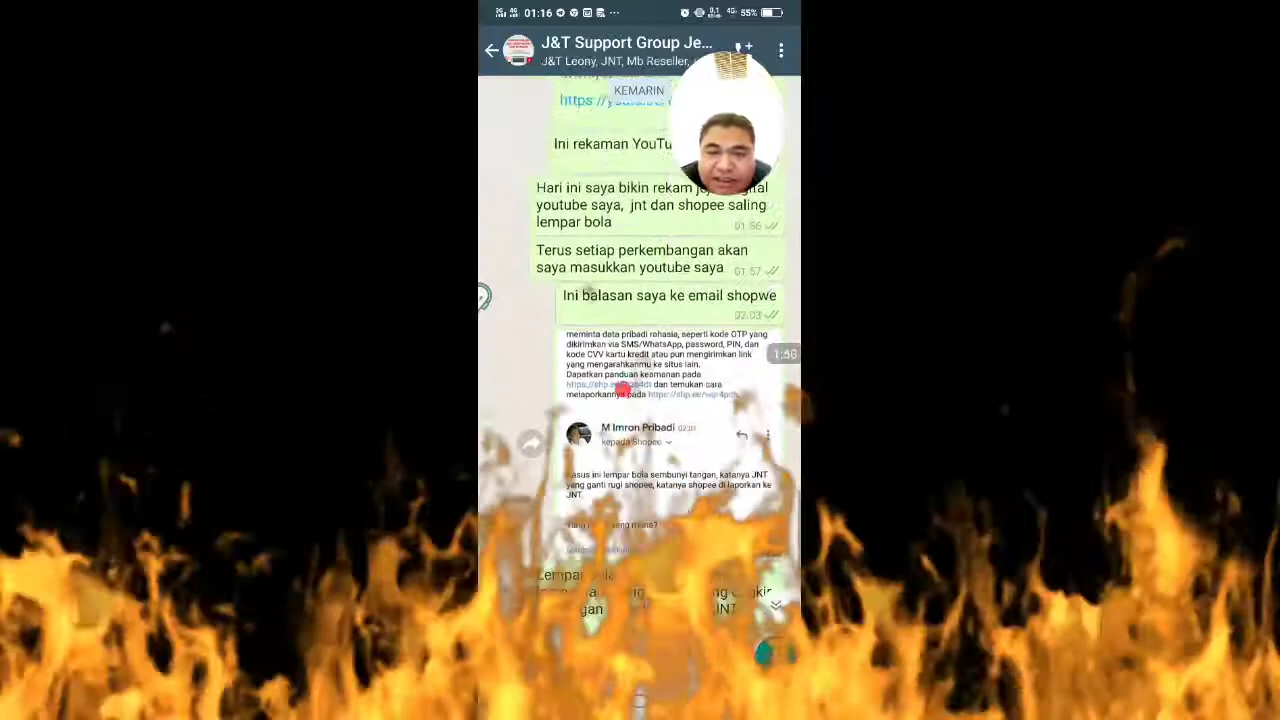 01:16
0.1
4G 55%
J&T Support Group Je...
J&T Leony, JNT, Mb Reseller,
KEMARIN
https://
Ini rekaman
Hari ini saya bikin rekam
youtube saya, jnt dan shopee saling
lempar bola
01:56
Terus setiap perkembangan akan
saya masukkan youtube saya
01:57
Ini balasan saya ke email shopwe
02:03
meminta data pribadi rahasia, seperti kode OTP yang
dikirimkan via SMS/WhatsApp, password, PIN, dan
kode CVV kartu kredit atau pun mengirimkan link
yang mengarahkanmu ke situs lain.
Dapatkan panduan keamanan pada
dan temukan cara
melaporkannya pada
M Imron Pribadi
kepada Shopee
kasus ini lempar bola sembunyi tangan, katanya JNT
yang ganti rugi shopee, katanya shopee di laporkan ke
JNT.
yang mana?
Lempar
JNT